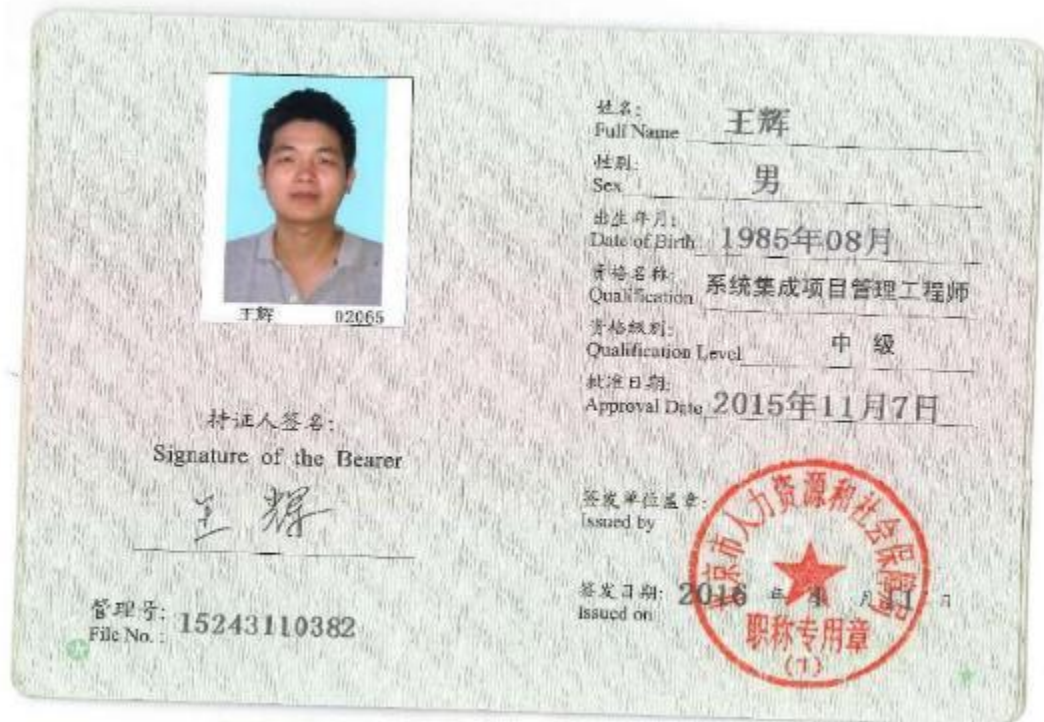 王辉 02065
持证人签名:
Signature of the Bearer
王辉
管理号:
File No.: 15243110382
姓名:
Full Name 王辉
性别:
Sex 男
出生年月:
Date of Birth 1985年08月
资格名称:
Qualification 系统集成项目管理工程师
资格级别:
Qualification Level 中 级
批准日期:
Approval Date 2015年11月7日
签发单位盖章:
Issued by
北京市人力资源和社会保障局
签发日期: 2016 年 月 日
Issued on
职称专用章
(1)